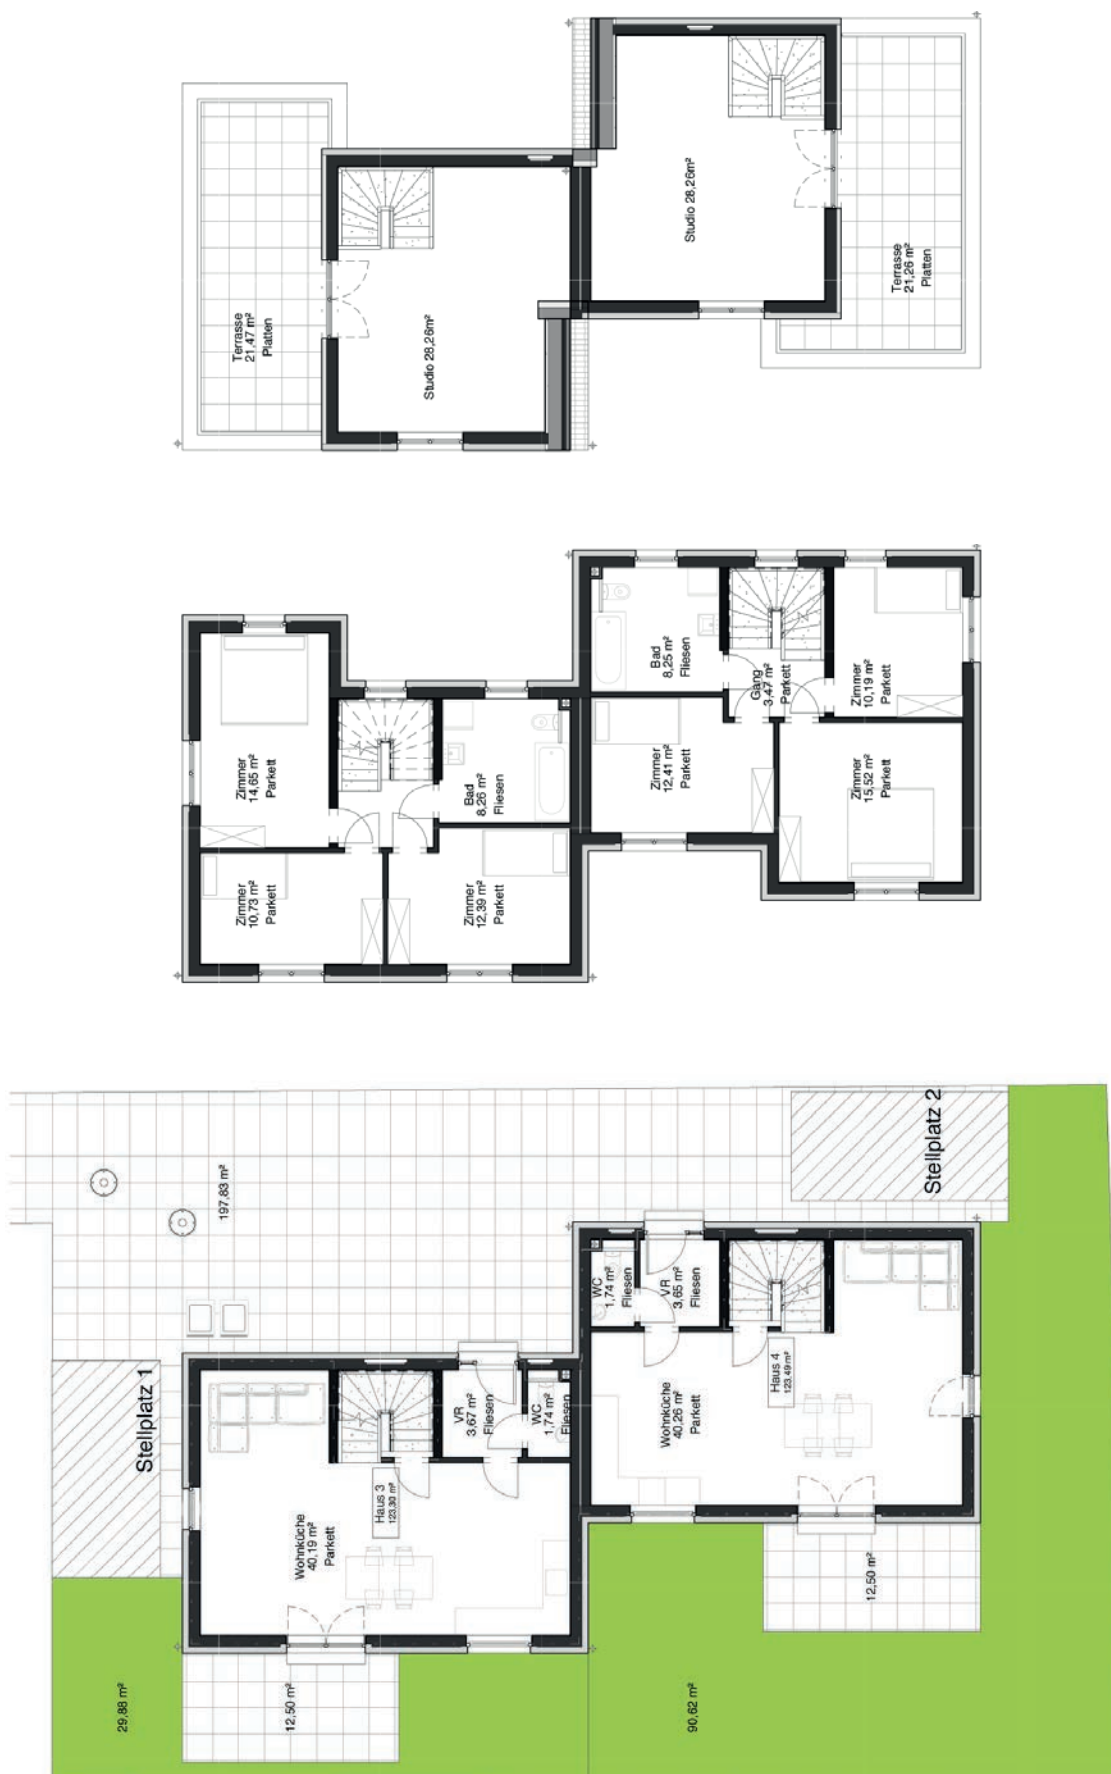 Terrasse
21,47 m²
Platten
Studio 28,26m²
Studio 28,26m²
Terrasse
21,26 m²
Platten
Zimmer
14,65 m²
Parkett
Zimmer
10,73 m²
Parkett
Bad
8,26 m²
Fliesen
Zimmer
12,39 m²
Parkett
Bad
8,25 m²
Fliesen
Zimmer
12,41 m²
Parkett
Gang
3,47 m²
Parkett
Zimmer
10,19 m²
Parkett
Zimmer
15,52 m²
Parkett
197,83 m²
Stellplatz 2
Stellplatz 1
WC
1,74 m²
Fliesen
VR
3,65 m²
Fliesen
Haus 4
123,49 m²
Wohnküche
40,26 m²
Parkett
VR
3,67 m²
Fliesen
WC
1,74 m²
Fliesen
Haus 3
123,30 m²
Wohnküche
40,19 m²
Parkett
12,50 m²
29,88 m²
12,50 m²
90,62 m²